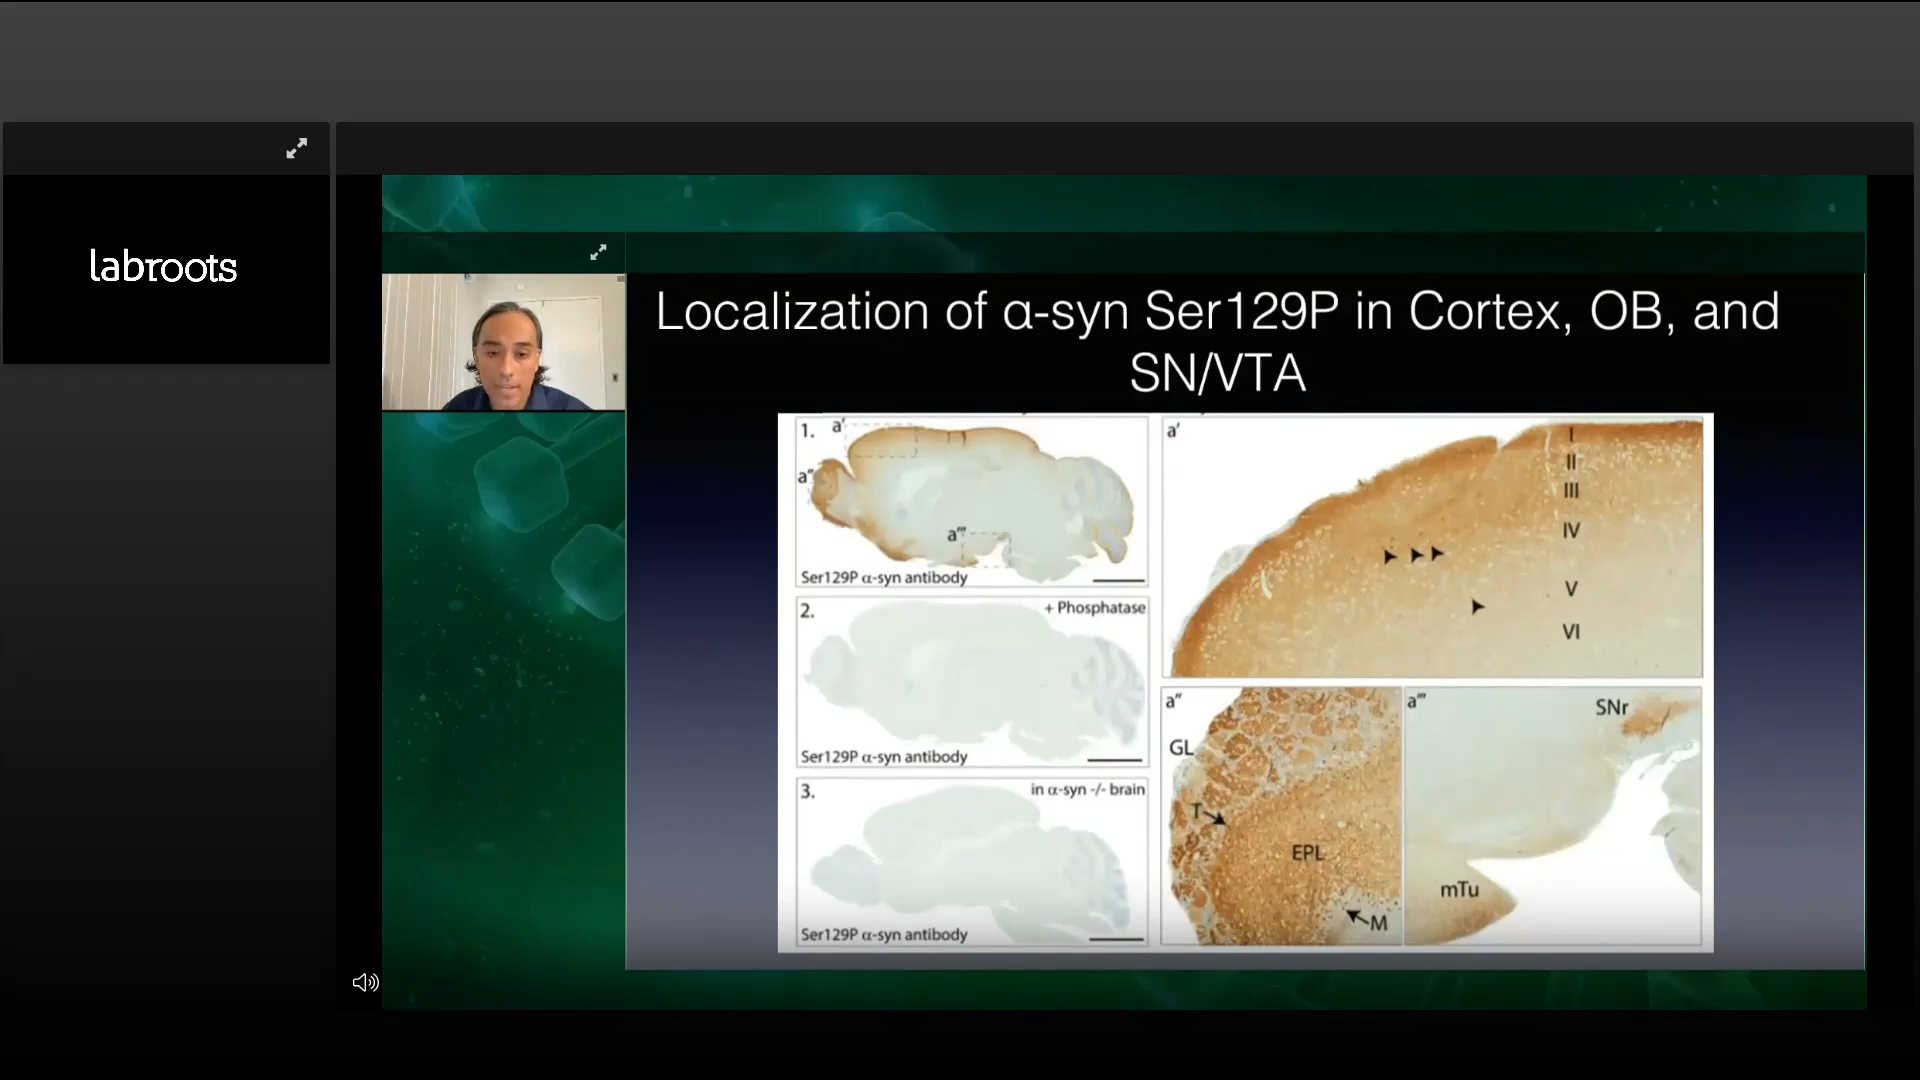 labroots
Localization of α-syn Ser129P in Cortex, OB, and
SN/VTA
1.
a'
a"
a'''
Ser129P α-syn antibody
2.
+ Phosphatase
Ser129P α-syn antibody
3.
in α-syn -/- brain
Ser129P α-syn antibody
a'
I
II
III
IV
V
VI
a"
GL
T
EPL
M
a'''
SNr
mTu